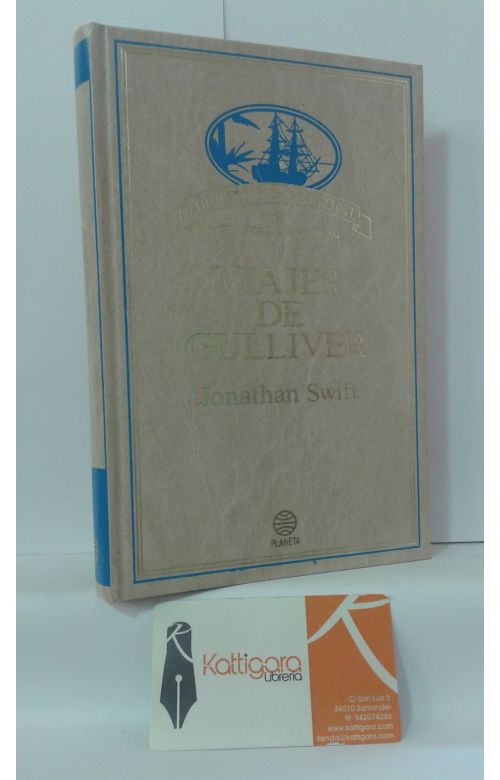 VIAJES
DE
GULLIVER
Jonathan Swift
PLANETA
Kattigara
Librería
C/ San Luis 5
39010 Santander
tlf: 942074286
www.kattigara.com
tienda@kattigara.com